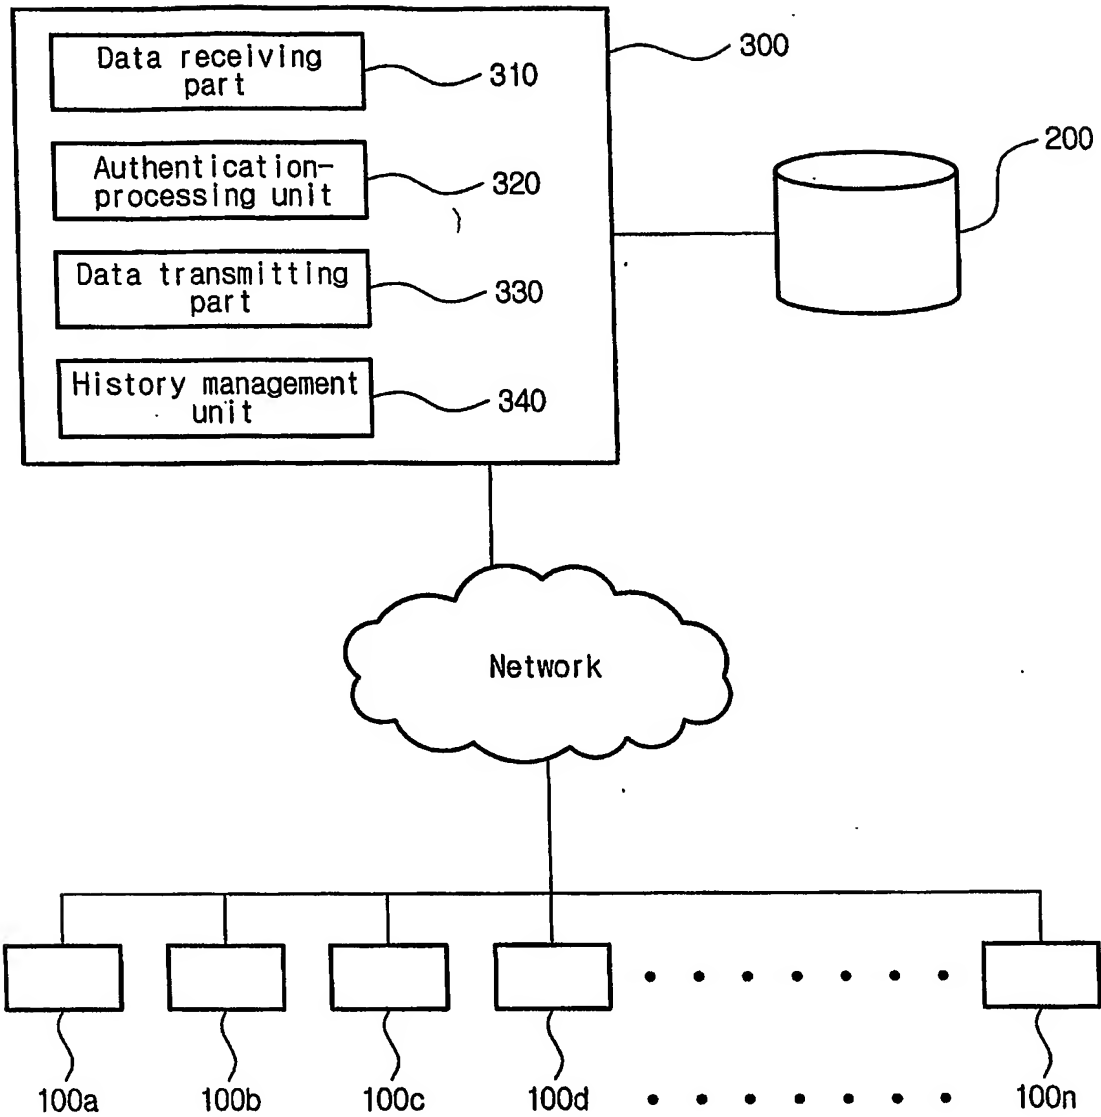 Data receiving
part
310
300
Authentication-
processing unit
320
200
Data transmitting
part
330
History management
unit
340
Network
100a
100b
100c
100d
100n